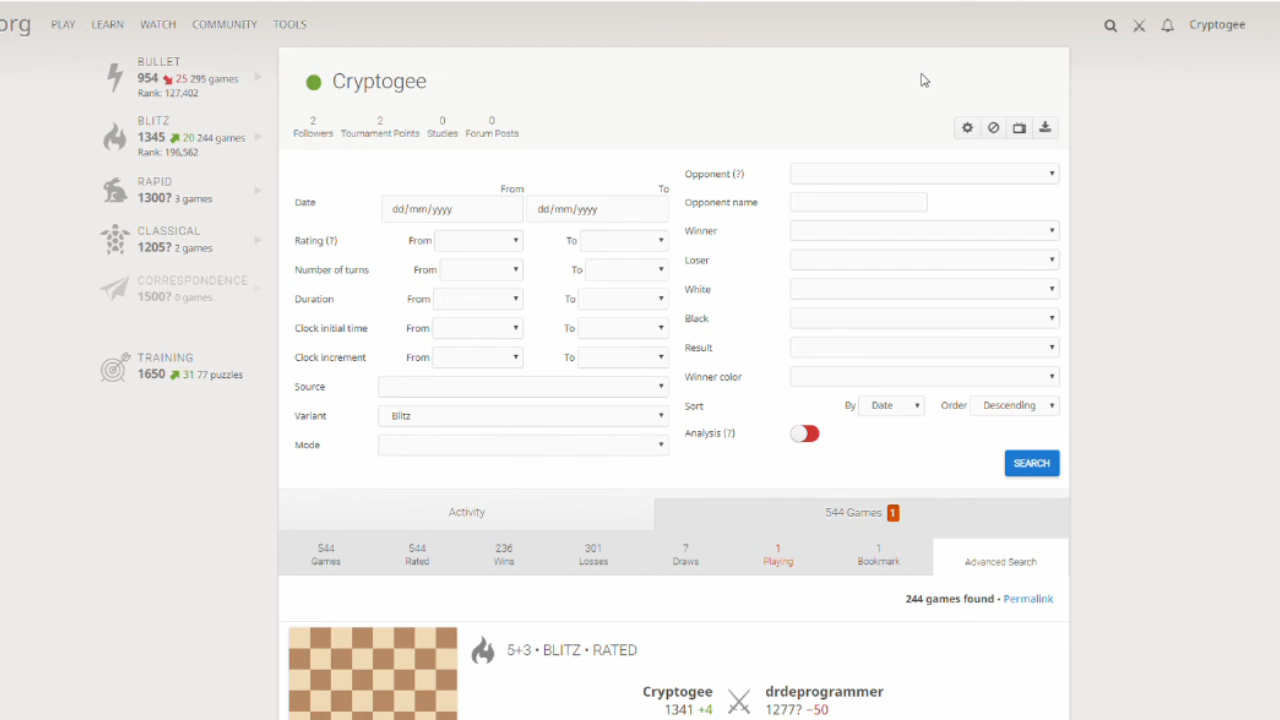 org PLAY LEARN WATCH COMMUNITY TOOLS Cryptogee
BULLET
954 25 295 games
Rank: 127,402
BLITZ
1345 20 244 games
Rank: 196,562
RAPID
1300? 3 games
CLASSICAL
1205? 2 games
CORRESPONDENCE
1500? 0 games
TRAINING
1650 31 77 puzzles
Cryptogee
2 2 0 0
Followers Tournament Points Studies Forum Posts
From To
Date dd/mm/yyyy dd/mm/yyyy
Rating (?) From To
Number of turns From To
Duration From To
Clock initial time From To
Clock increment From To
Source
Variant Blitz
Mode
Opponent (?)
Opponent name
Winner
Loser
White
Black
Result
Winner color
Sort By Date Order Descending
Analysis (?)
SEARCH
Activity 544 Games 1
544 544 236 301 7 1 1
Games Rated Wins Losses Draws Playing Bookmark Advanced Search
244 games found • Permalink
5+3 • BLITZ • RATED
Cryptogee drdeprogrammer
1341 +4 1277? −50